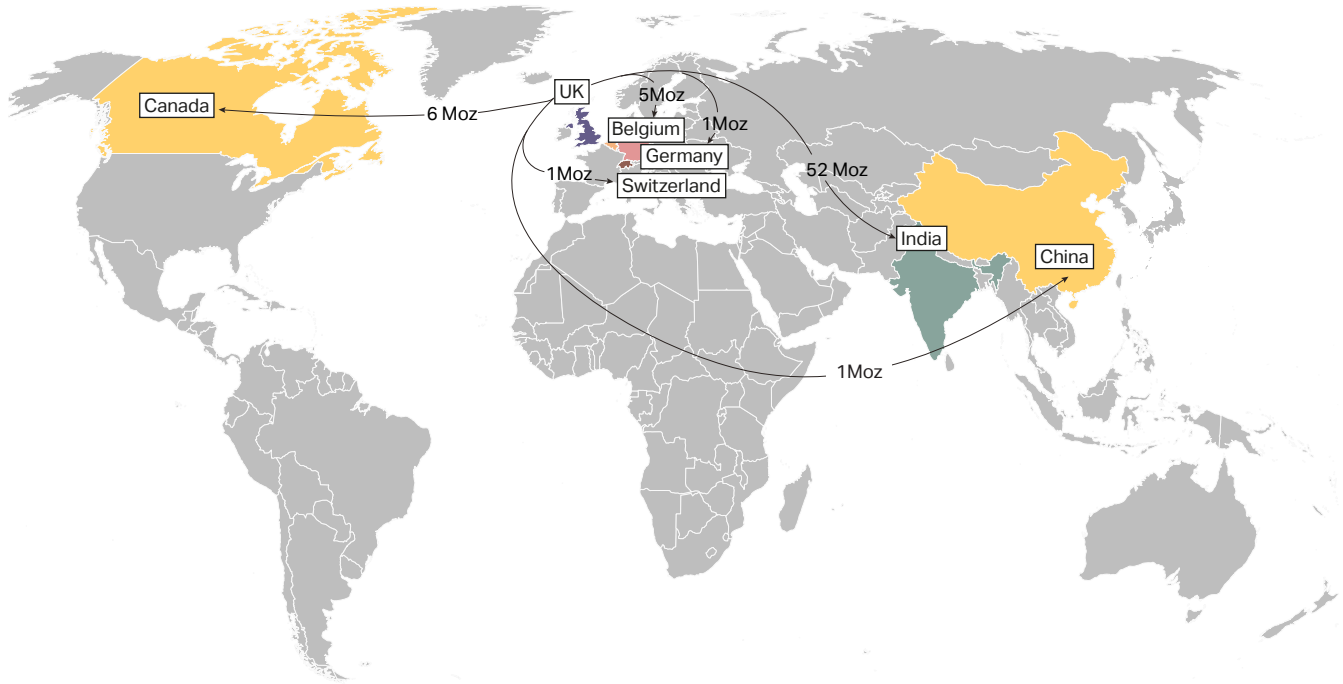 UK
Canada
6 Moz
5Moz
Belgium
1Moz
Germany
1Moz
Switzerland
52 Moz
India
China
1Moz